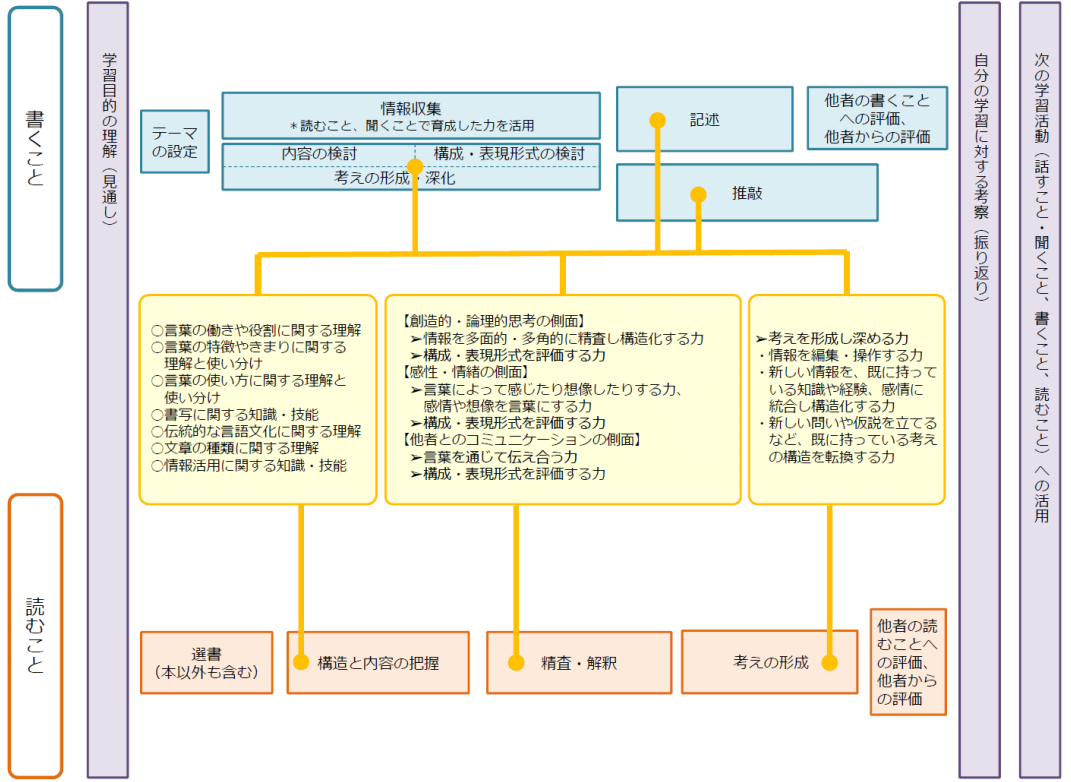 書くこと
学習目的の理解（見通し）
テーマ
の設定
情報収集
＊読むこと、聞くことで育成した力を活用
内容の検討
構成・表現形式の検討
考えの形成・深化
記述
推敲
他者の書くこと
への評価、
他者からの評価
○言葉の働きや役割に関する理解
○言葉の特徴やきまりに関する
理解と使い分け
○言葉の使い方に関する理解と
使い分け
○書写に関する知識・技能
○伝統的な言語文化に関する理解
○文章の種類に関する理解
○情報活用に関する知識・技能
【創造的・論理的思考の側面】
➢情報を多面的・多角的に精査し構造化する力
➢構成・表現形式を評価する力
【感性・情緒の側面】
➢言葉によって感じたり想像したりする力、
感情や想像を言葉にする力
➢構成・表現形式を評価する力
【他者とのコミュニケーションの側面】
➢言葉を通じて伝え合う力
➢構成・表現形式を評価する力
➢考えを形成し深める力
・情報を編集・操作する力
・新しい情報を、既に持って
いる知識や経験、感情に
統合し構造化する力
・新しい問いや仮説を立てる
など、既に持っている考え
の構造を転換する力
読むこと
選書
（本以外も含む）
構造と内容の把握
精査・解釈
考えの形成
他者の読
むことへ
の評価、
他者から
の評価
自分の学習に対する考察（振り返り）
次の学習活動（話すこと・聞くこと、書くこと、読むこと）への活用